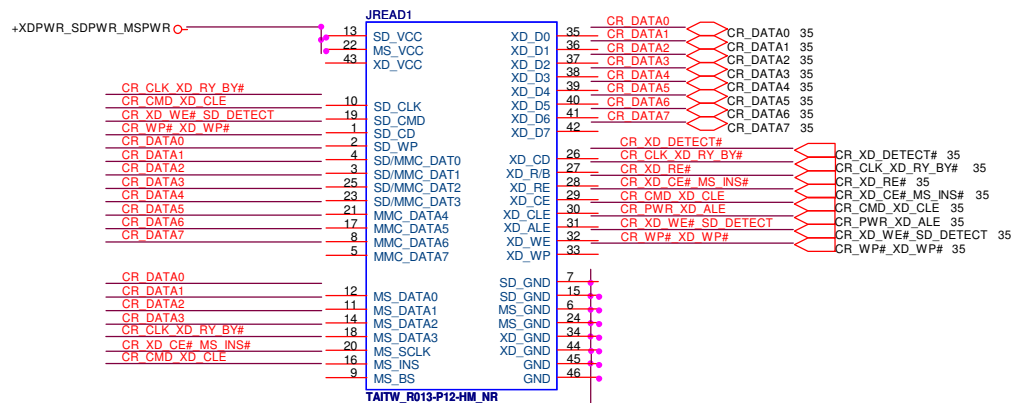 JREAD1
+XDPWR_SDPWR_MSPWR
13 SD_VCC
22 MS_VCC
43 XD_VCC
CR_CLK_XD_RY_BY# 10 SD_CLK
CR_CMD_XD_CLE 19 SD_CMD
CR_XD_WE#_SD_DETECT 1 SD_CD
CR_WP#_XD_WP# 2 SD_WP
CR_DATA0 4 SD/MMC_DAT0
CR_DATA1 3 SD/MMC_DAT1
CR_DATA2 25 SD/MMC_DAT2
CR_DATA3 23 SD/MMC_DAT3
CR_DATA4 21 MMC_DATA4
CR_DATA5 17 MMC_DATA5
CR_DATA6 8 MMC_DATA6
CR_DATA7 5 MMC_DATA7
CR_DATA0 12 MS_DATA0
CR_DATA1 11 MS_DATA1
CR_DATA2 14 MS_DATA2
CR_DATA3 18 MS_DATA3
CR_CLK_XD_RY_BY# 20 MS_SCLK
CR_XD_CE#_MS_INS# 16 MS_INS
CR_CMD_XD_CLE 9 MS_BS
XD_D0 35 CR_DATA0 CR_DATA0 35
XD_D1 36 CR_DATA1 CR_DATA1 35
XD_D2 37 CR_DATA2 CR_DATA2 35
XD_D3 38 CR_DATA3 CR_DATA3 35
XD_D4 39 CR_DATA4 CR_DATA4 35
XD_D5 40 CR_DATA5 CR_DATA5 35
XD_D6 41 CR_DATA6 CR_DATA6 35
XD_D7 42 CR_DATA7 CR_DATA7 35
XD_CD 26 CR_XD_DETECT# CR_XD_DETECT# 35
XD_R/B 27 CR_CLK_XD_RY_BY# CR_CLK_XD_RY_BY# 35
XD_RE 28 CR_XD_RE# CR_XD_RE# 35
XD_CE 29 CR_XD_CE#_MS_INS# CR_XD_CE#_MS_INS# 35
XD_CLE 30 CR_CMD_XD_CLE CR_CMD_XD_CLE 35
XD_ALE 31 CR_PWR_XD_ALE CR_PWR_XD_ALE 35
XD_WE 32 CR_XD_WE#_SD_DETECT CR_XD_WE#_SD_DETECT 35
XD_WP 33 CR_WP#_XD_WP# CR_WP#_XD_WP# 35
SD_GND 7
SD_GND 15
MS_GND 6
MS_GND 24
XD_GND 34
XD_GND 44
GND 45
GND 46
TAITW_R013-P12-HM_NR